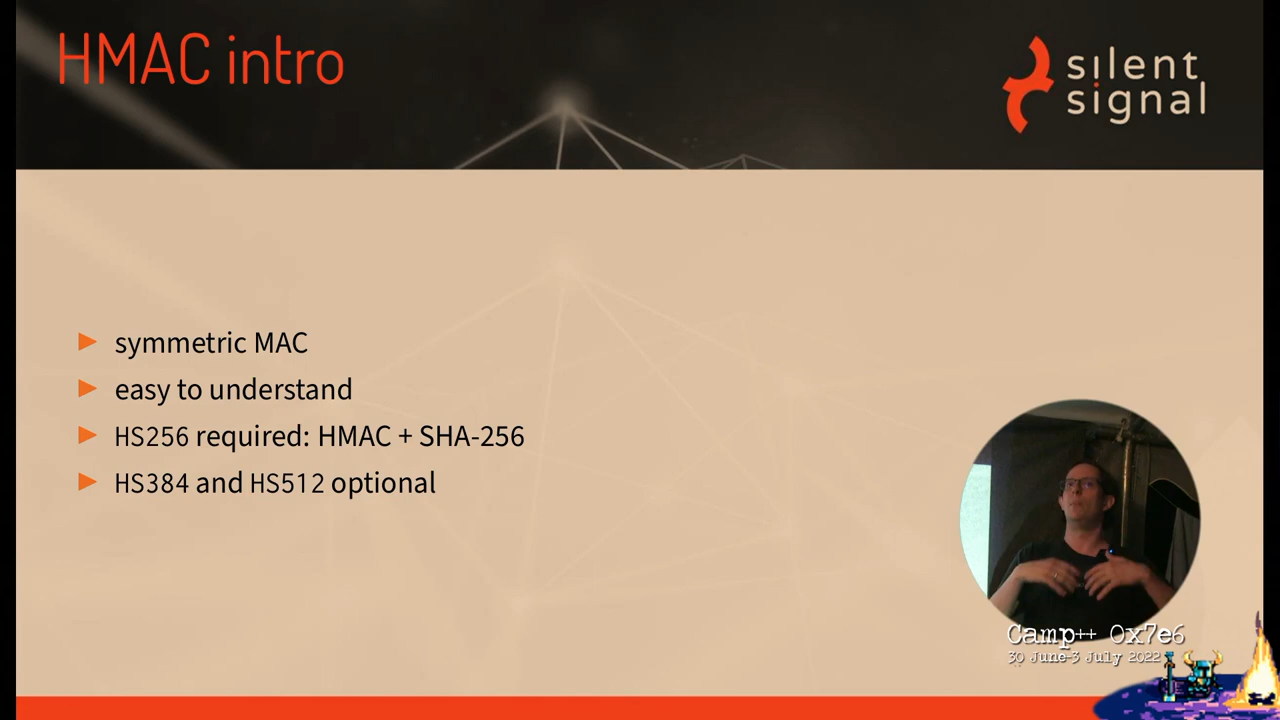 HMAC intro
silent
signal
symmetric MAC
easy to understand
HS256 required: HMAC + SHA-256
HS384 and HS512 optional
Camp++ 0x7e6
30 June-3 July 2022